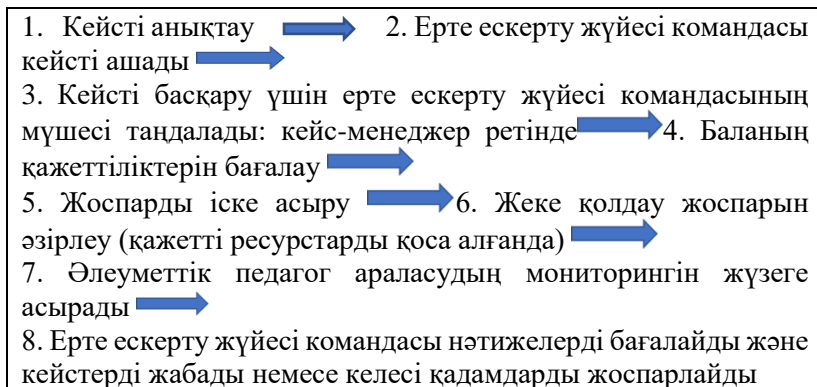 1. Кейсті анықтау 2. Ерте ескерту жүйесі командасы
кейсті ашады
3. Кейсті басқару үшін ерте ескерту жүйесі командасының
мүшесі таңдалады: кейс-менеджер ретінде 4. Баланың
қажеттіліктерін бағалау
5. Жоспарды іске асыру 6. Жеке қолдау жоспарын
әзірлеу (қажетті ресурстарды қоса алғанда)
7. Әлеуметтік педагог араласудың мониторингін жүзеге
асырады
8. Ерте ескерту жүйесі командасы нәтижелерді бағалайды және
кейстерді жабады немесе келесі қадамдарды жоспарлайды